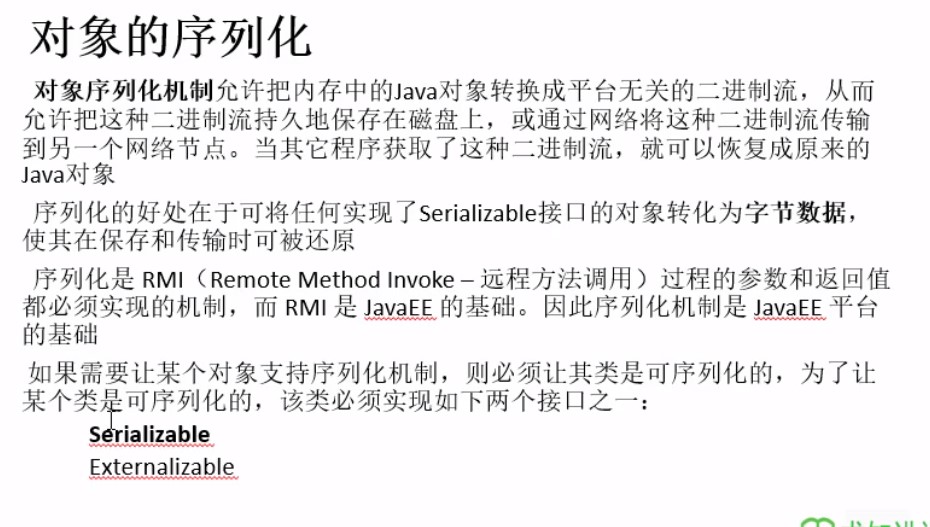 对象的序列化
对象序列化机制允许把内存中的Java对象转换成平台无关的二进制流，从而
允许把这种二进制流持久地保存在磁盘上，或通过网络将这种二进制流传输
到另一个网络节点。当其它程序获取了这种二进制流，就可以恢复成原来的
Java对象
序列化的好处在于可将任何实现了Serializable接口的对象转化为字节数据，
使其在保存和传输时可被还原
序列化是 RMI（Remote Method Invoke – 远程方法调用）过程的参数和返回值
都必须实现的机制，而 RMI 是 JavaEE 的基础。因此序列化机制是 JavaEE 平台
的基础
如果需要让某个对象支持序列化机制，则必须让其类是可序列化的，为了让
某个类是可序列化的，该类必须实现如下两个接口之一：
Serializable
Externalizable